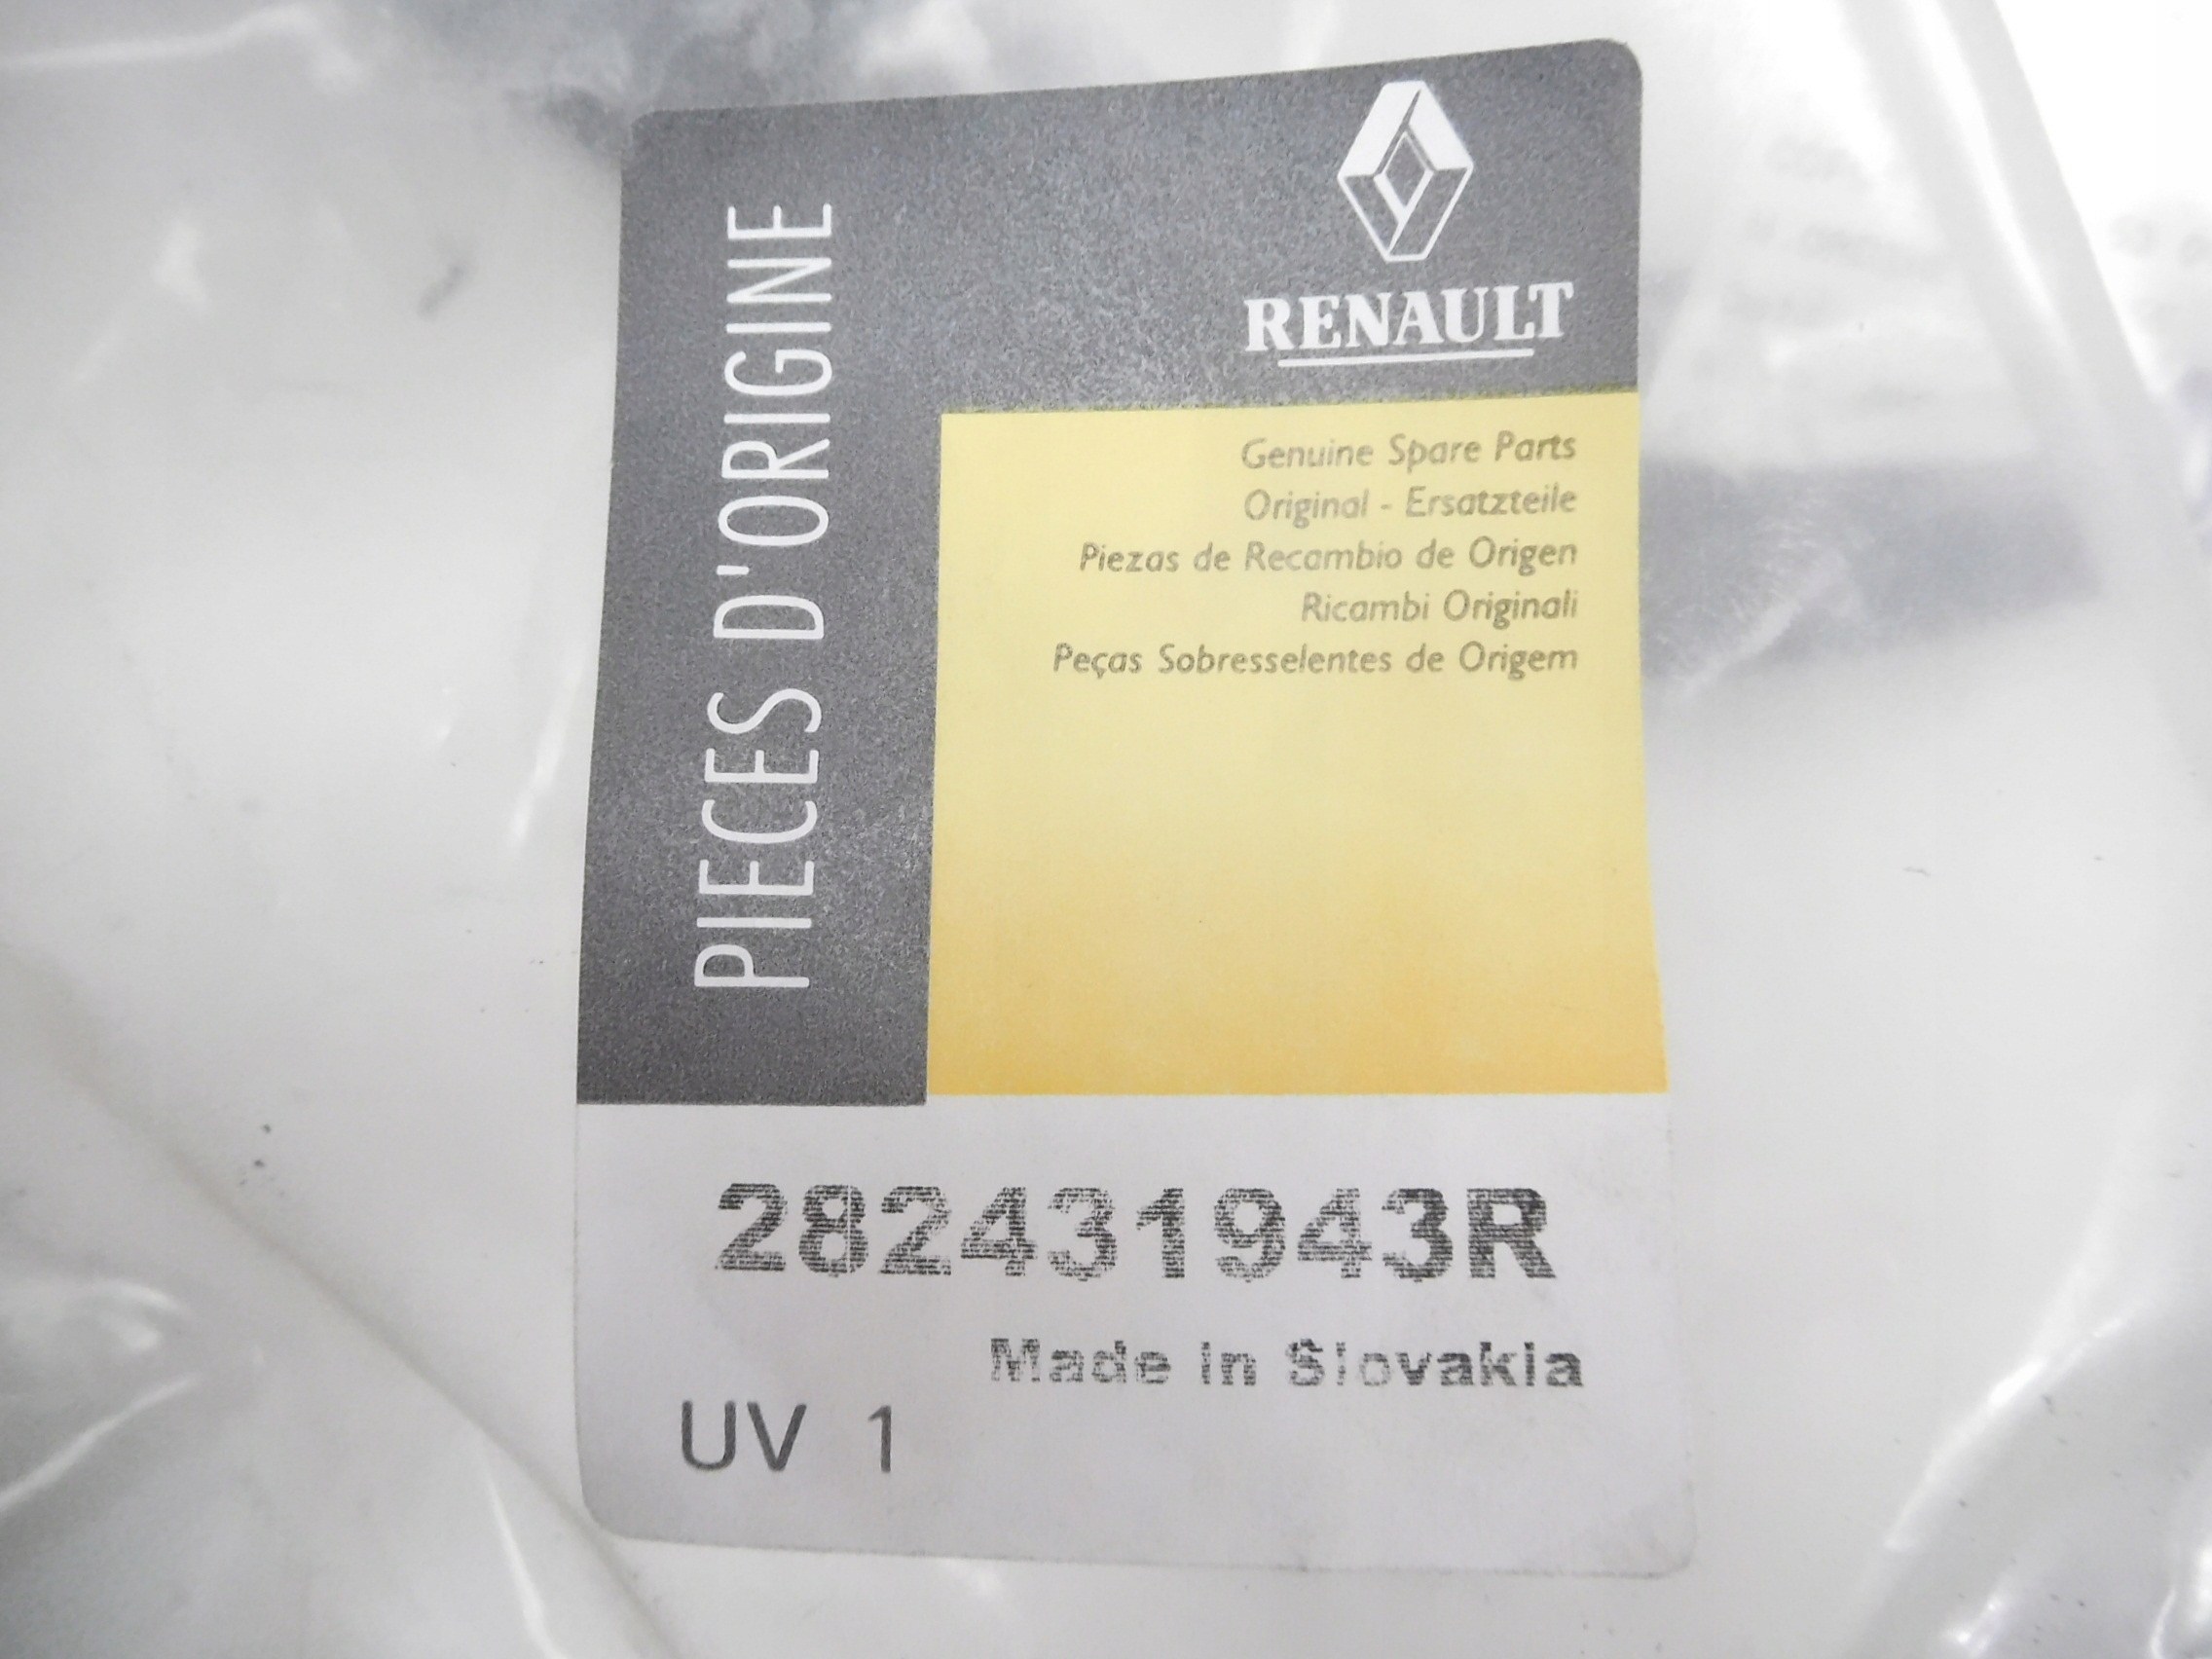 RENAULT
PIECES D'ORIGINE
Genuine Spare Parts
Original - Ersatzteile
Piezas de Recambio de Origen
Ricambi Originali
Peças Sobresselentes de Origem
282431943R
Made in Slovakia
UV 1